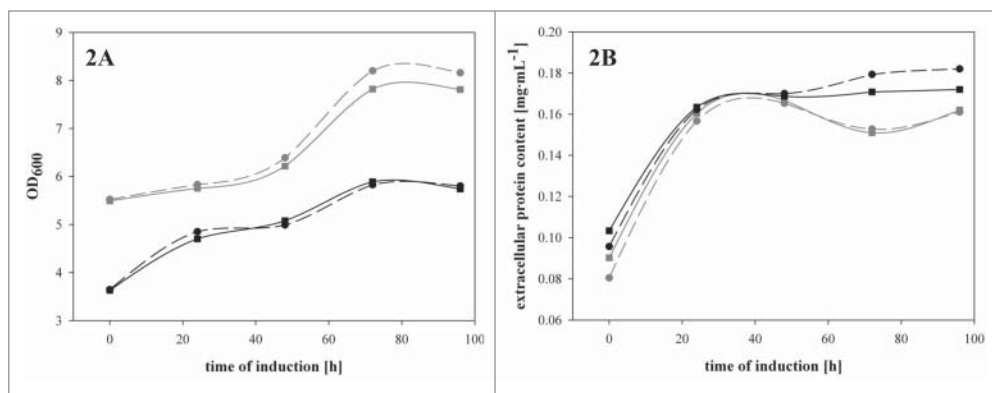 2A
OD600
9
8
7
6
5
4
3
0 20 40 60 80 100
time of induction [h]
2B
extracellular protein content [mg·mL⁻¹]
0.20
0.18
0.16
0.14
0.12
0.10
0.08
0.06
0 20 40 60 80 100
time of induction [h]